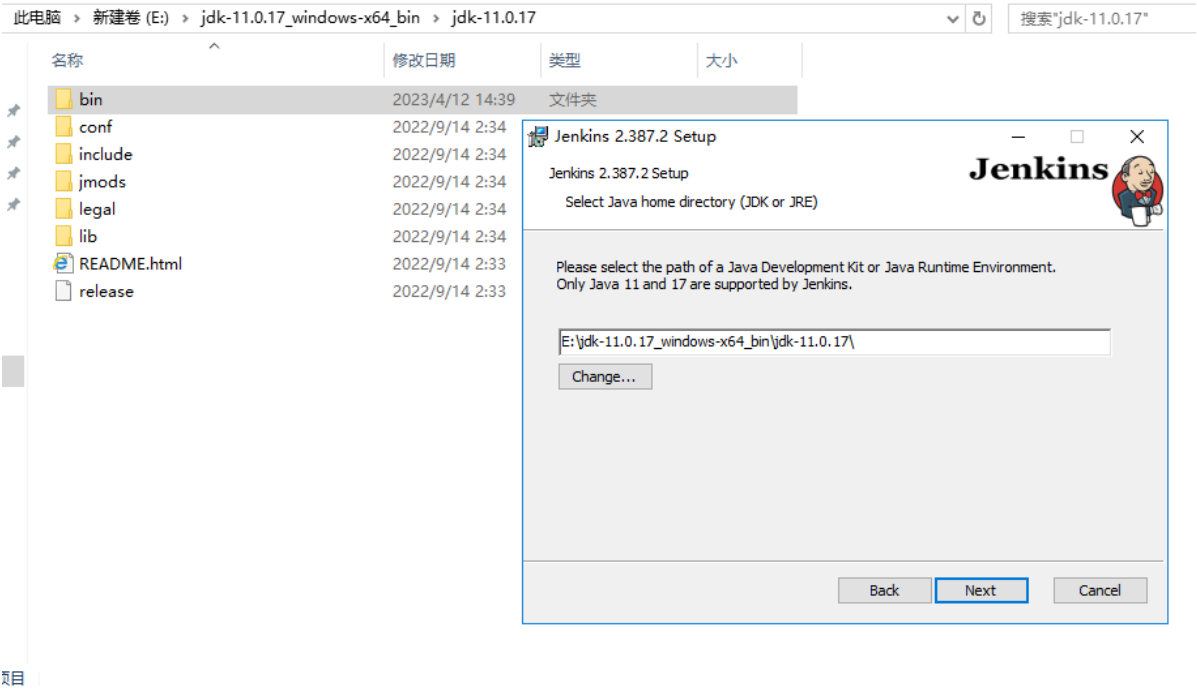 此电脑 > 新建卷 (E:) > jdk-11.0.17_windows-x64_bin > jdk-11.0.17
搜索"jdk-11.0.17"
名称 修改日期 类型 大小
bin 2023/4/12 14:39 文件夹
conf 2022/9/14 2:34
include 2022/9/14 2:34
jmods 2022/9/14 2:34
legal 2022/9/14 2:34
lib 2022/9/14 2:34
README.html 2022/9/14 2:33
release 2022/9/14 2:33
Jenkins 2.387.2 Setup
Jenkins 2.387.2 Setup
Jenkins
Select Java home directory (JDK or JRE)
Please select the path of a Java Development Kit or Java Runtime Environment.
Only Java 11 and 17 are supported by Jenkins.
E:\jdk-11.0.17_windows-x64_bin\jdk-11.0.17\
Change...
Back Next Cancel
项目